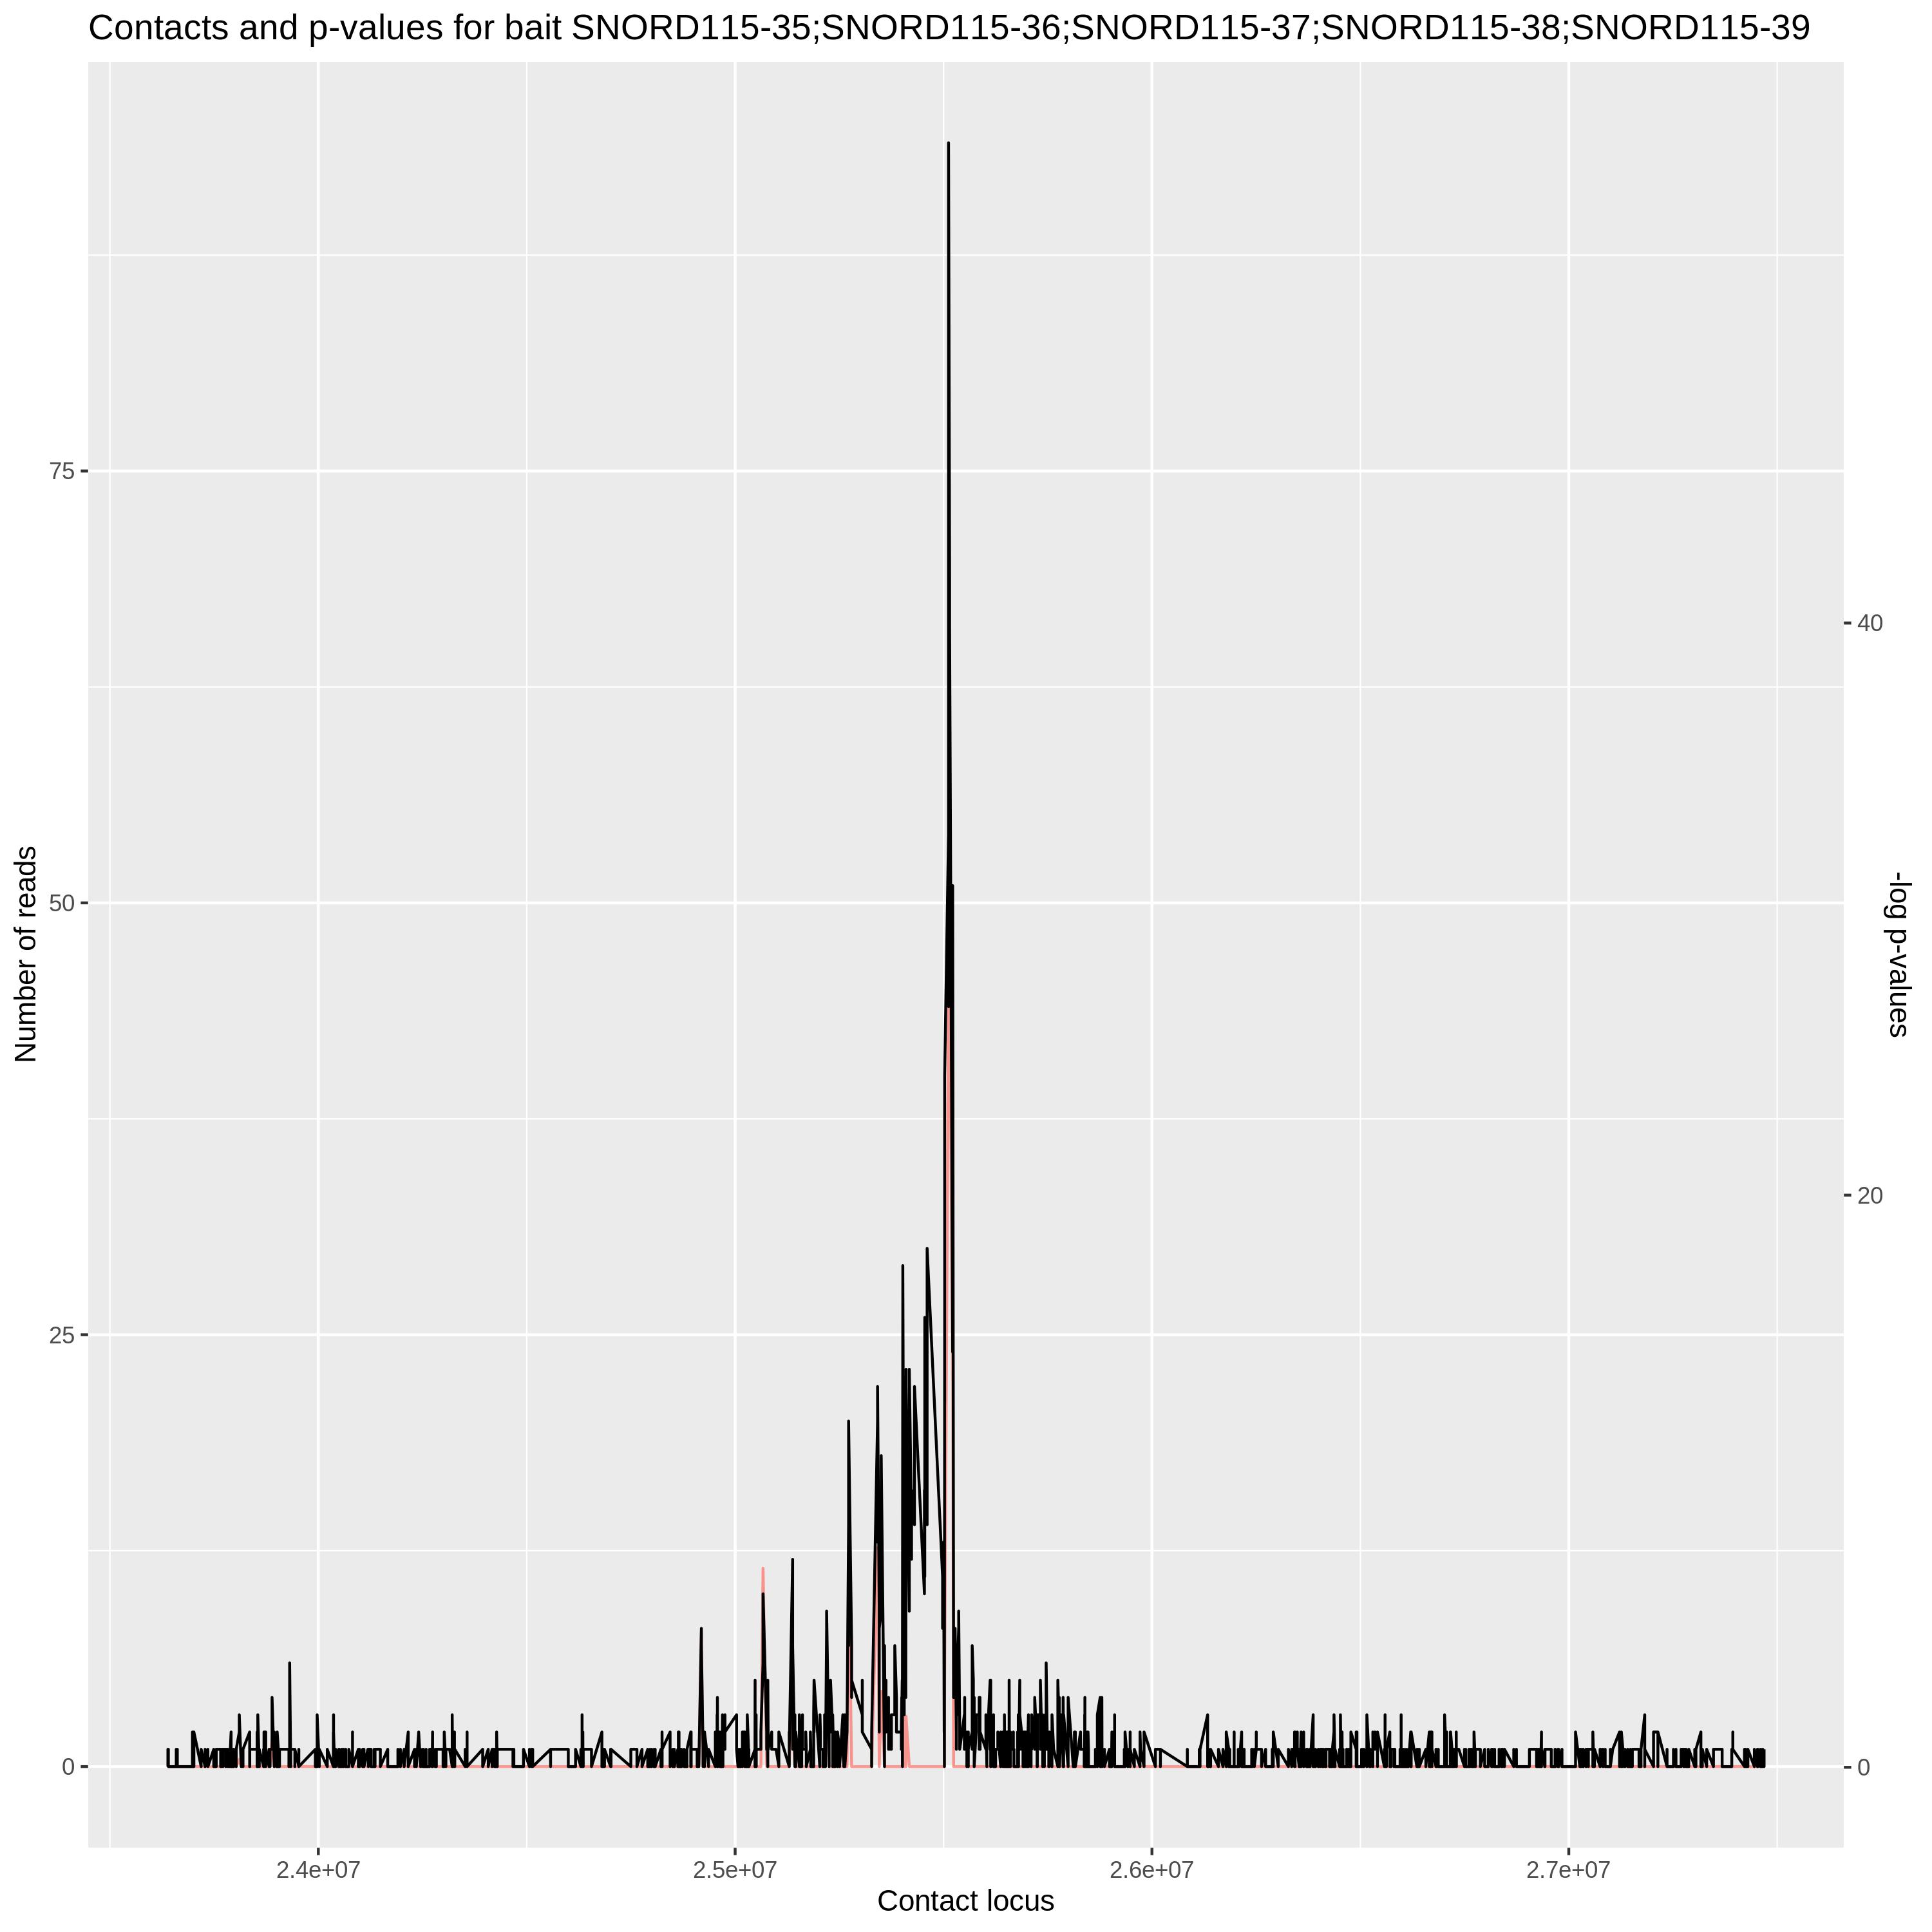 Contacts and p-values for bait SNORD115-35;SNORD115-36;SNORD115-37;SNORD115-38;SNORD115-39
75
50
25
0
Number of reads
40
20
0
-log p-values
2.4e+07
2.5e+07
2.6e+07
2.7e+07
Contact locus